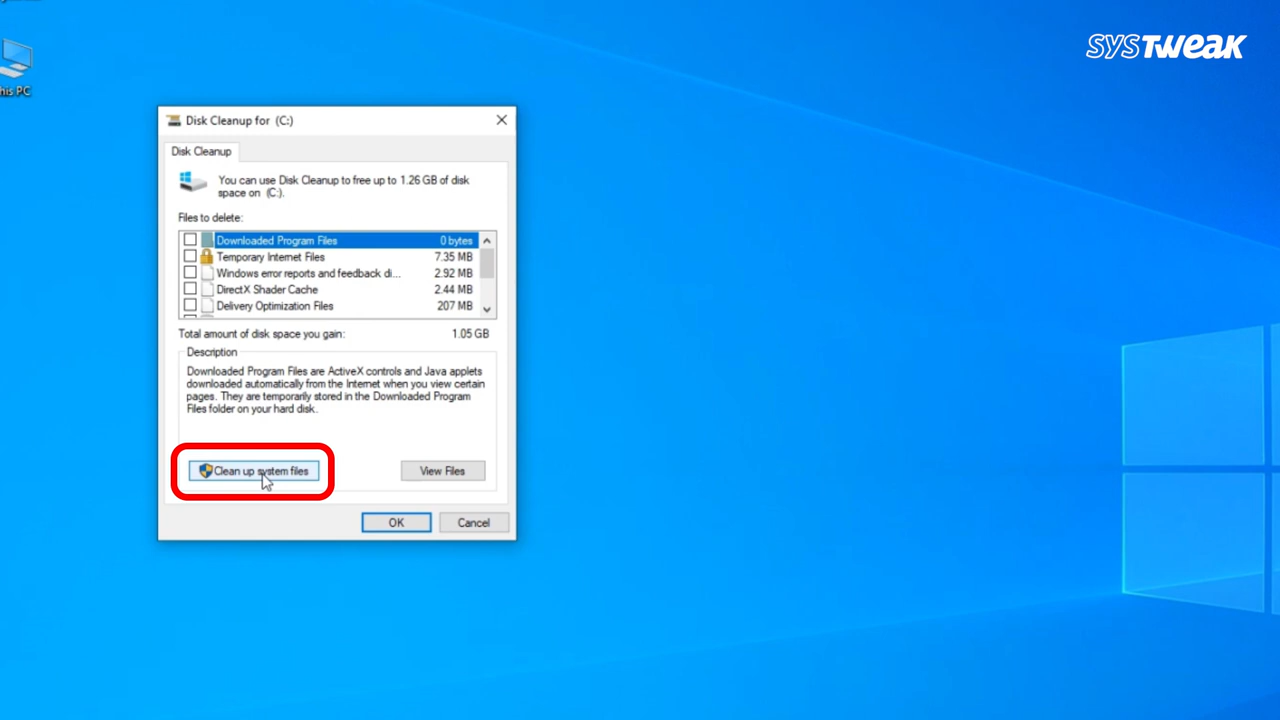 SYSTWEAK
his PC
Disk Cleanup for (C:)
Disk Cleanup
You can use Disk Cleanup to free up to 1.26 GB of disk
space on (C:).
Files to delete:
Downloaded Program Files 0 bytes
Temporary Internet Files 7.35 MB
Windows error reports and feedback di... 2.92 MB
DirectX Shader Cache 2.44 MB
Delivery Optimization Files 207 MB
Total amount of disk space you gain: 1.05 GB
Description
Downloaded Program Files are ActiveX controls and Java applets
downloaded automatically from the Internet when you view certain
pages. They are temporarily stored in the Downloaded Program
Files folder on your hard disk.
Clean up system files View Files
OK Cancel